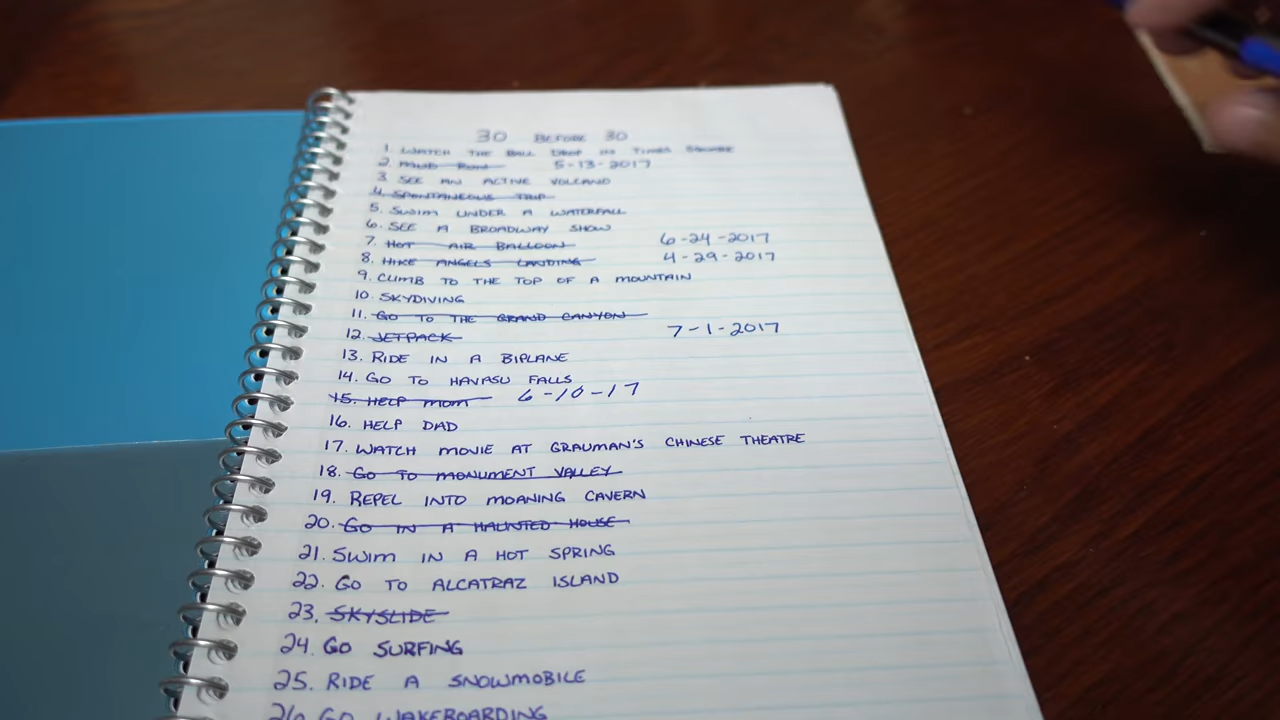 30 BEFORE 30
1. WATCH THE BALL DROP IN TIMES SQUARE
2. MUD RUN 5-13-2017
3. SEE AN ACTIVE VOLCANO
4. SPONTANEOUS TRIP
5. SWIM UNDER A WATERFALL
6. SEE A BROADWAY SHOW
7. HOT AIR BALLOON 6-24-2017
8. HIKE ANGELS LANDING 4-29-2017
9. CLIMB TO THE TOP OF A MOUNTAIN
10. SKYDIVING
11. GO TO THE GRAND CANYON
12. JETPACK 7-1-2017
13. RIDE IN A BIPLANE
14. GO TO HAVASU FALLS
15. HELP MOM 6-10-17
16. HELP DAD
17. WATCH MOVIE AT GRAUMAN'S CHINESE THEATRE
18. GO TO MONUMENT VALLEY
19. REPEL INTO MOANING CAVERN
20. GO IN A HAUNTED HOUSE
21. SWIM IN A HOT SPRING
22. GO TO ALCATRAZ ISLAND
23. SKYSLIDE
24. GO SURFING
25. RIDE A SNOWMOBILE
26. GO WAKEBOARDING